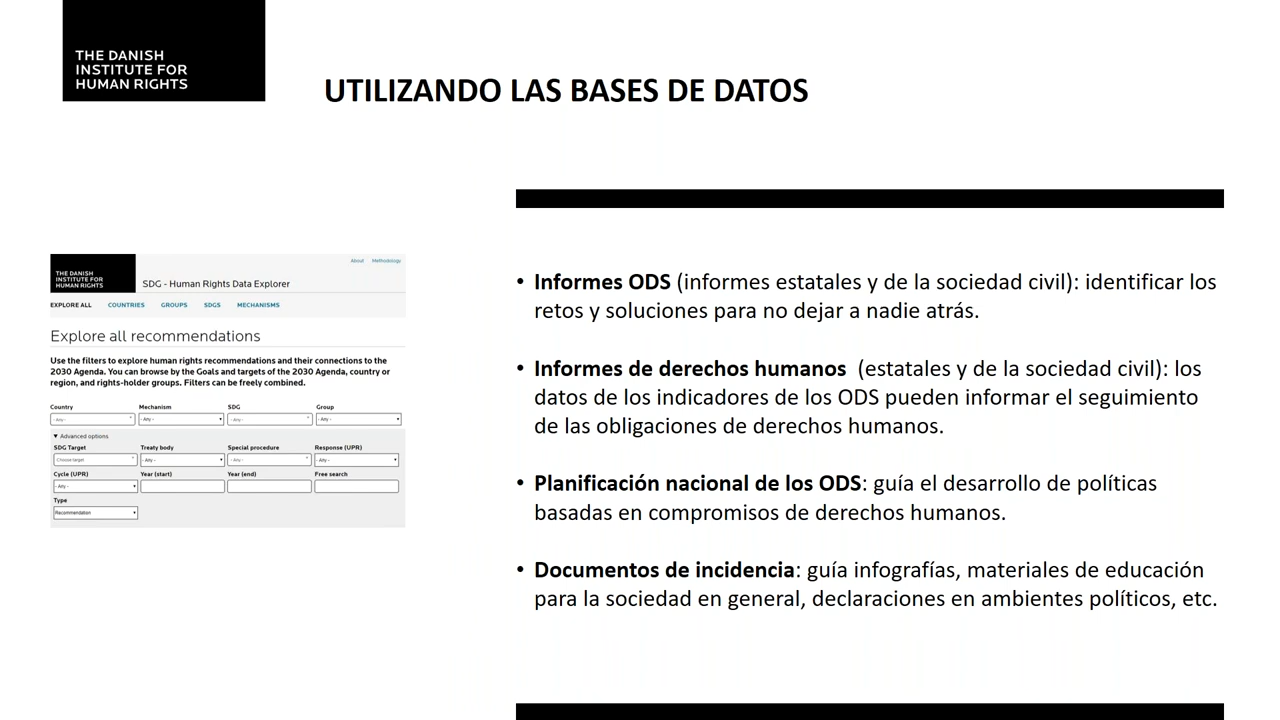 THE DANISH
INSTITUTE FOR
HUMAN RIGHTS
UTILIZANDO LAS BASES DE DATOS
THE DANISH
INSTITUTE FOR
HUMAN RIGHTS
About Methodology
SDG - Human Rights Data Explorer
EXPLORE ALL COUNTRIES GROUPS SDGS MECHANISMS
Explore all recommendations
Use the filters to explore human rights recommendations and their connections to the
2030 Agenda. You can browse by the Goals and targets of the 2030 Agenda, country or
region, and rights-holder groups. Filters can be freely combined.
Country Mechanism SDG Group
- Any - - Any - - Any - - Any -
▼ Advanced options
SDG Target Treaty body Special procedure Response (UPR)
Choose target - Any - - Any - - Any -
Cycle (UPR) Year (start) Year (end) Free search
- Any -
Type
Recommendation
• Informes ODS (informes estatales y de la sociedad civil): identificar los
retos y soluciones para no dejar a nadie atrás.
• Informes de derechos humanos (estatales y de la sociedad civil): los
datos de los indicadores de los ODS pueden informar el seguimiento
de las obligaciones de derechos humanos.
• Planificación nacional de los ODS: guía el desarrollo de políticas
basadas en compromisos de derechos humanos.
• Documentos de incidencia: guía infografías, materiales de educación
para la sociedad en general, declaraciones en ambientes políticos, etc.